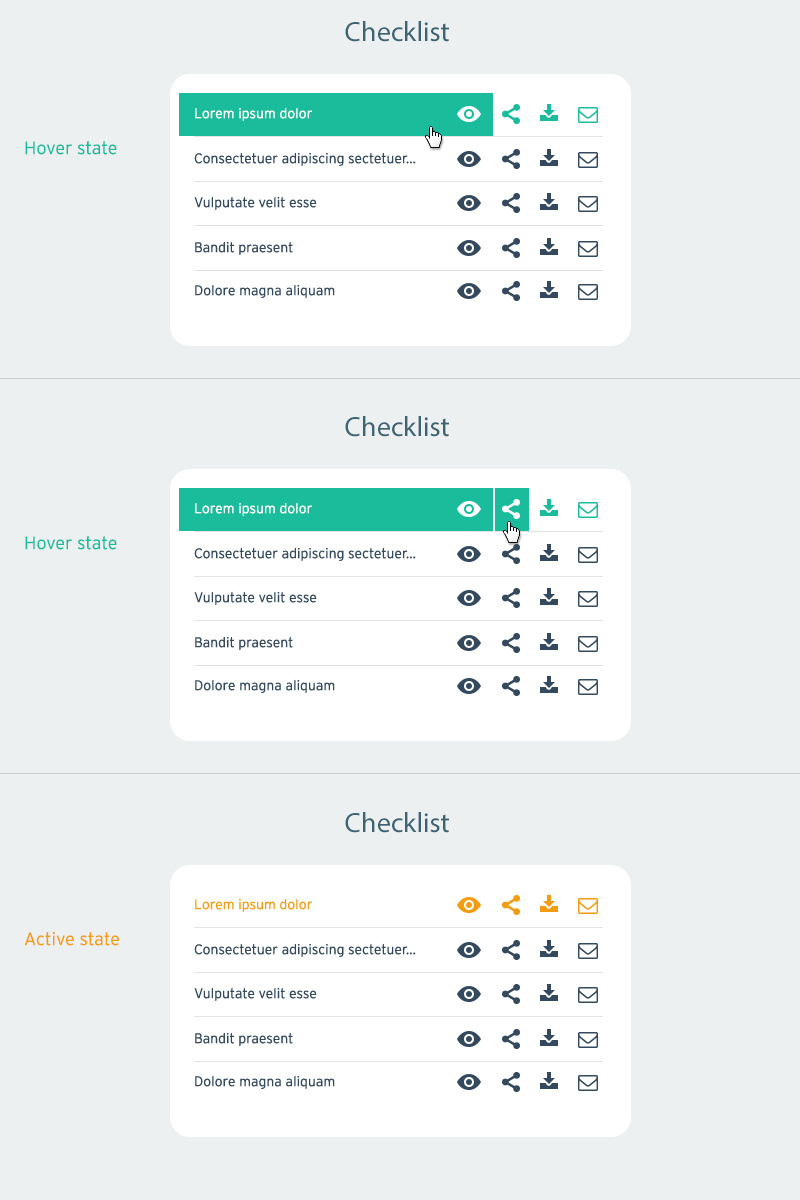 Checklist
Lorem ipsum dolor
Hover state
Consectetuer adipiscing sectetuer...
Vulputate velit esse
Bandit praesent
Dolore magna aliquam
Checklist
Lorem ipsum dolor
Hover state
Consectetuer adipiscing sectetuer...
Vulputate velit esse
Bandit praesent
Dolore magna aliquam
Checklist
Lorem ipsum dolor
Active state
Consectetuer adipiscing sectetuer...
Vulputate velit esse
Bandit praesent
Dolore magna aliquam